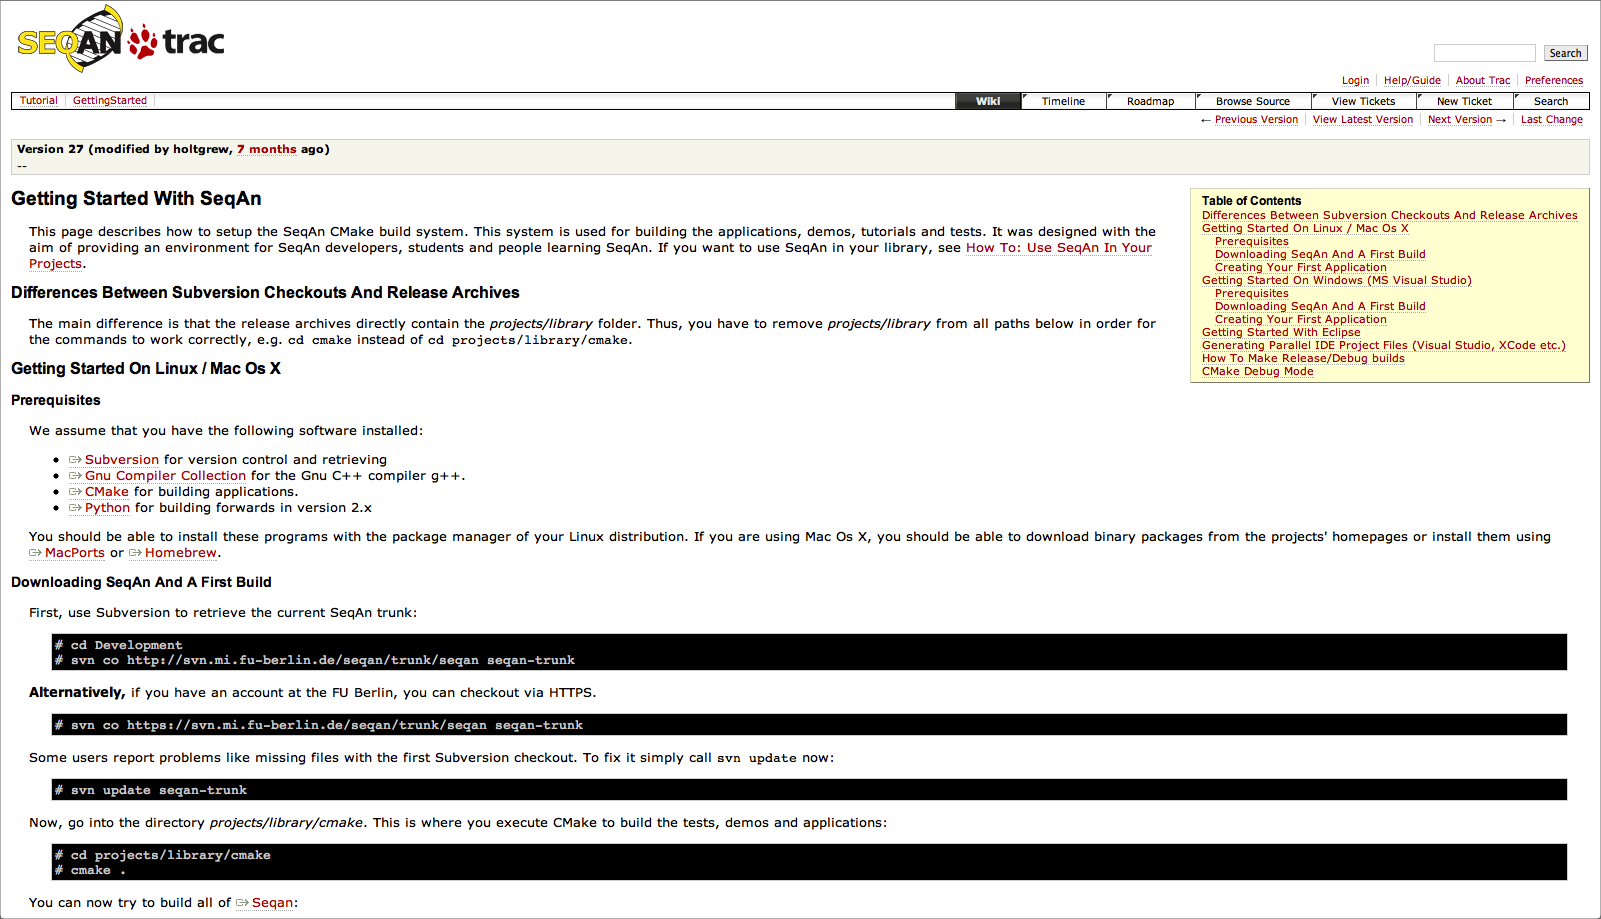 SEQAN trac
Search
Login Help/Guide About Trac Preferences
Tutorial GettingStarted Wiki Timeline Roadmap Browse Source View Tickets New Ticket Search
← Previous Version View Latest Version Next Version → Last Change
Version 27 (modified by holtgrew, 7 months ago)
--
Getting Started With SeqAn
This page describes how to setup the SeqAn CMake build system. This system is used for building the applications, demos, tutorials and tests. It was designed with the
aim of providing an environment for SeqAn developers, students and people learning SeqAn. If you want to use SeqAn in your library, see How To: Use SeqAn In Your
Projects.
Table of Contents
Differences Between Subversion Checkouts And Release Archives
Getting Started On Linux / Mac Os X
Prerequisites
Downloading SeqAn And A First Build
Creating Your First Application
Getting Started On Windows (MS Visual Studio)
Prerequisites
Downloading SeqAn And A First Build
Creating Your First Application
Getting Started With Eclipse
Generating Parallel IDE Project Files (Visual Studio, XCode etc.)
How To Make Release/Debug builds
CMake Debug Mode
Differences Between Subversion Checkouts And Release Archives
The main difference is that the release archives directly contain the projects/library folder. Thus, you have to remove projects/library from all paths below in order for
the commands to work correctly, e.g. cd cmake instead of cd projects/library/cmake.
Getting Started On Linux / Mac Os X
Prerequisites
We assume that you have the following software installed:
• Subversion for version control and retrieving
• Gnu Compiler Collection for the Gnu C++ compiler g++.
• CMake for building applications.
• Python for building forwards in version 2.x
You should be able to install these programs with the package manager of your Linux distribution. If you are using Mac Os X, you should be able to download binary packages from the projects' homepages or install them using
MacPorts or Homebrew.
Downloading SeqAn And A First Build
First, use Subversion to retrieve the current SeqAn trunk:
# cd Development
# svn co http://svn.mi.fu-berlin.de/seqan/trunk/seqan seqan-trunk
Alternatively, if you have an account at the FU Berlin, you can checkout via HTTPS.
# svn co https://svn.mi.fu-berlin.de/seqan/trunk/seqan seqan-trunk
Some users report problems like missing files with the first Subversion checkout. To fix it simply call svn update now:
# svn update seqan-trunk
Now, go into the directory projects/library/cmake. This is where you execute CMake to build the tests, demos and applications:
# cd projects/library/cmake
# cmake .
You can now try to build all of Seqan: